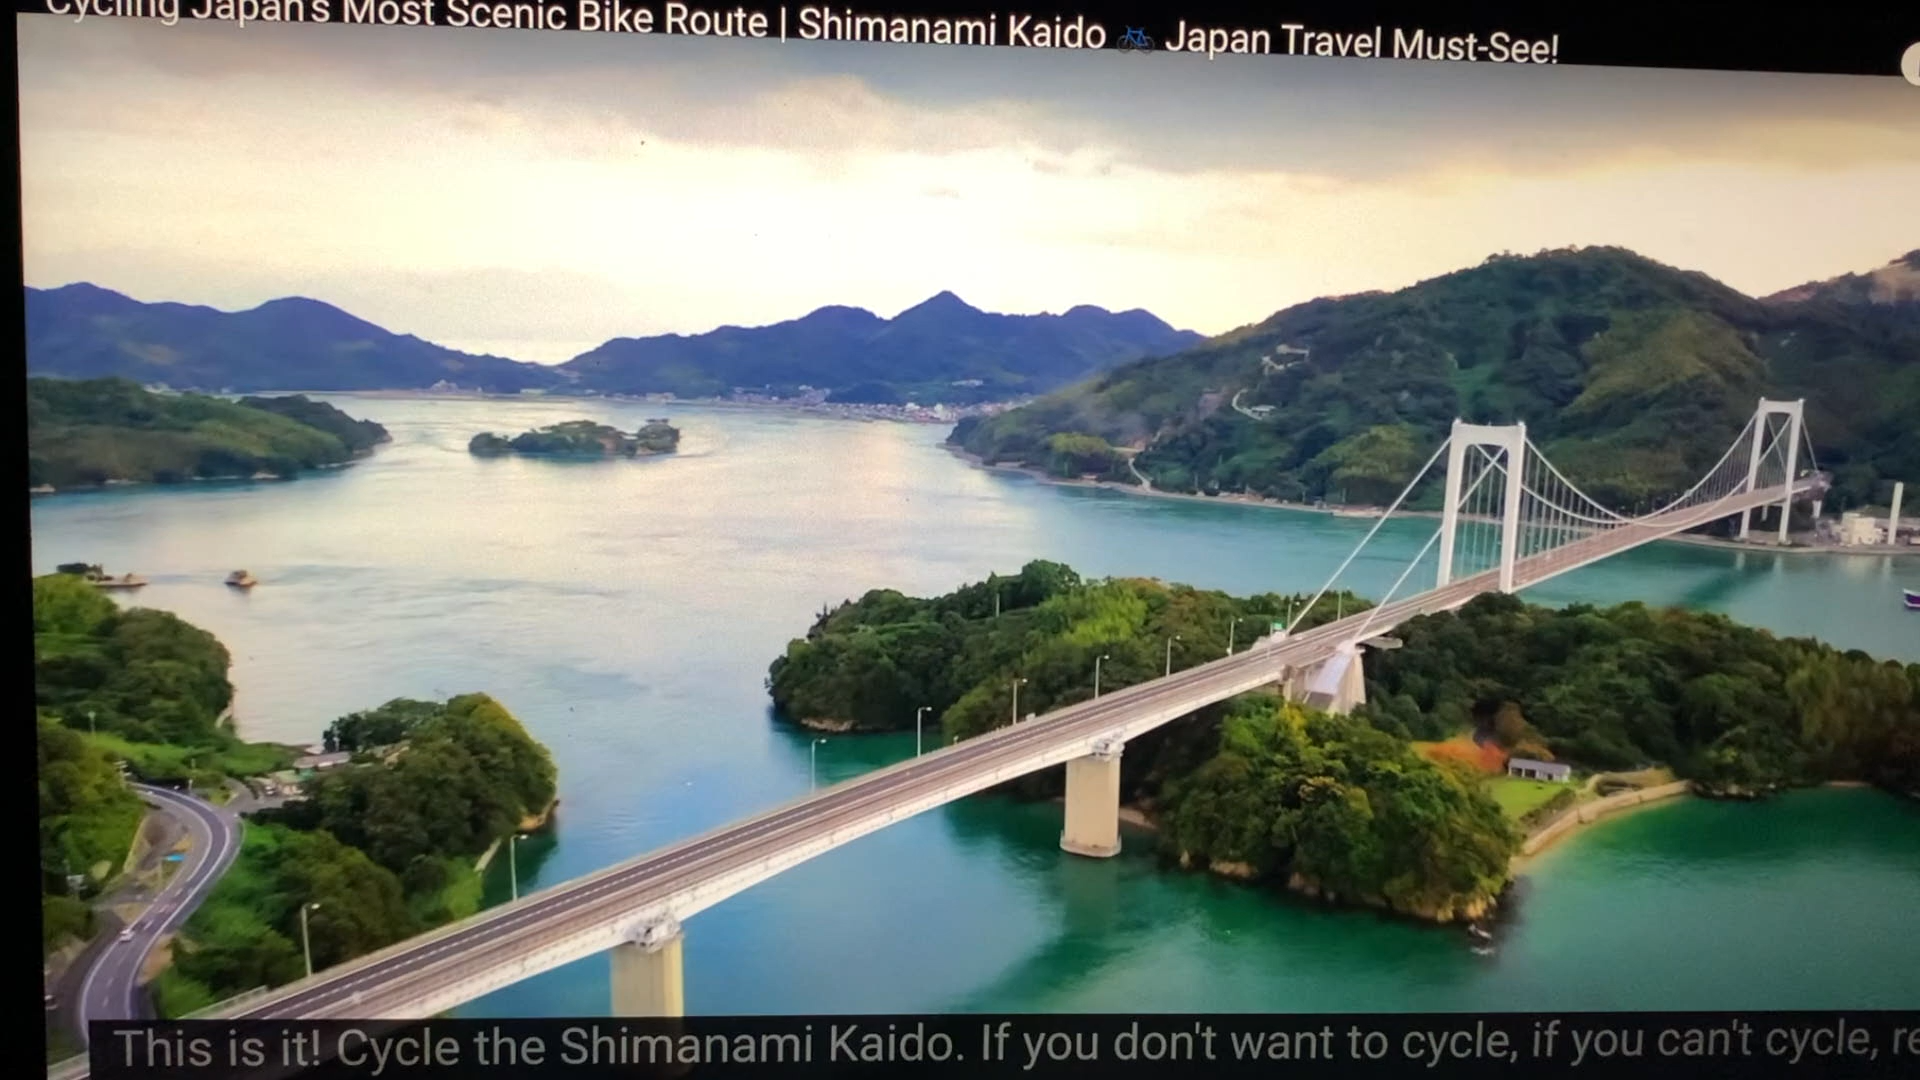 Cycling Japan's Most Scenic Bike Route | Shimanami Kaido 🚲 Japan Travel Must-See!
This is it! Cycle the Shimanami Kaido. If you don't want to cycle, if you can't cycle,